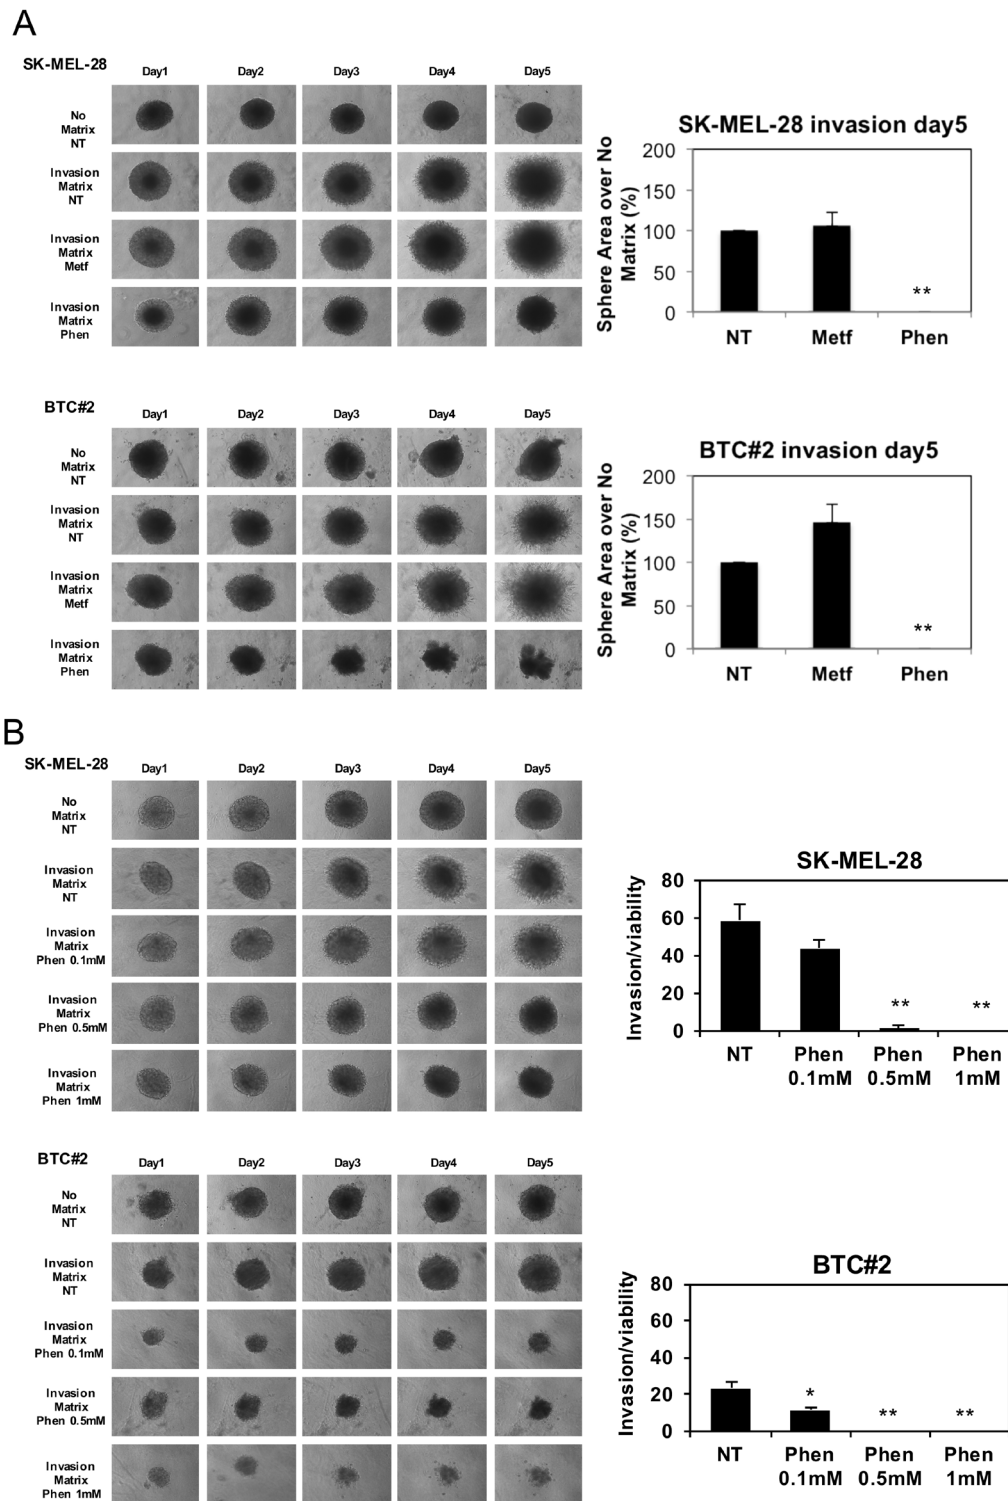 A
SK-MEL-28
Day1 Day2 Day3 Day4 Day5
No
Matrix
NT
Invasion
Matrix
NT
Invasion
Matrix
Metf
Invasion
Matrix
Phen
SK-MEL-28 invasion day5
Sphere Area over No
Matrix (%)
200
150
100
50
0
**
NT Metf Phen
BTC#2
Day1 Day2 Day3 Day4 Day5
No
Matrix
NT
Invasion
Matrix
NT
Invasion
Matrix
Metf
Invasion
Matrix
Phen
BTC#2 invasion day5
Sphere Area over No
Matrix (%)
200
150
100
50
0
**
NT Metf Phen
B
SK-MEL-28
Day1 Day2 Day3 Day4 Day5
No
Matrix
NT
Invasion
Matrix
NT
Invasion
Matrix
Phen 0.1mM
Invasion
Matrix
Phen 0.5mM
Invasion
Matrix
Phen 1mM
SK-MEL-28
Invasion/viability
80
60
40
20
0
** **
NT Phen Phen Phen
0.1mM 0.5mM 1mM
BTC#2
Day1 Day2 Day3 Day4 Day5
No
Matrix
NT
Invasion
Matrix
NT
Invasion
Matrix
Phen 0.1mM
Invasion
Matrix
Phen 0.5mM
Invasion
Matrix
Phen 1mM
BTC#2
Invasion/viability
80
60
40
20
0
* ** **
NT Phen Phen Phen
0.1mM 0.5mM 1mM